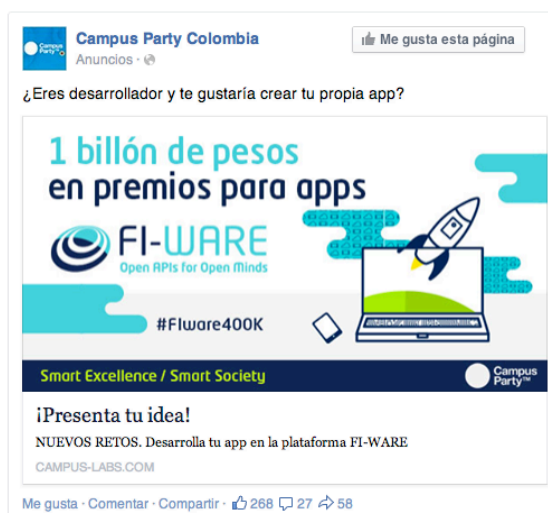 Campus Party
Campus Party Colombia
Anuncios ·
Me gusta esta página
¿Eres desarrollador y te gustaría crear tu propia app?
1 billón de pesos
en premios para apps
FI-WARE
Open APIs for Open Minds
#FIware400K
Smart Excellence / Smart Society
Campus
Party™
¡Presenta tu idea!
NUEVOS RETOS. Desarrolla tu app en la plataforma FI-WARE
CAMPUS-LABS.COM
Me gusta · Comentar · Compartir · 268 27 58